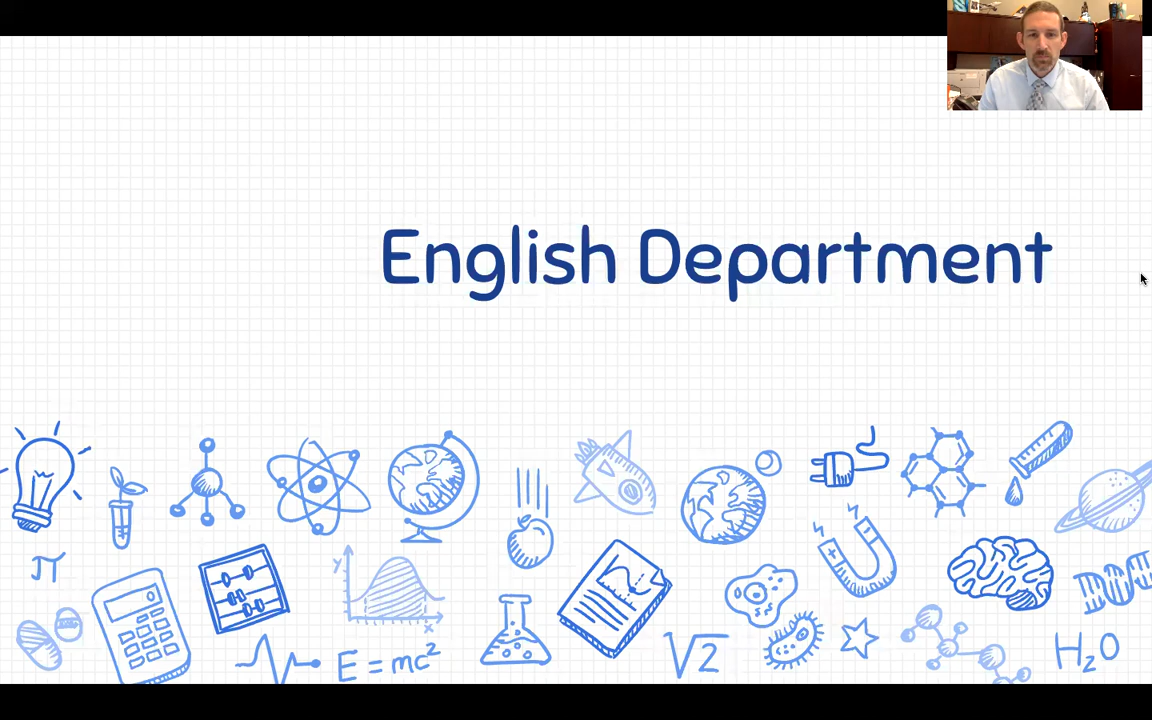 English Department
y
x
π
E = mc²
√2
H₂O